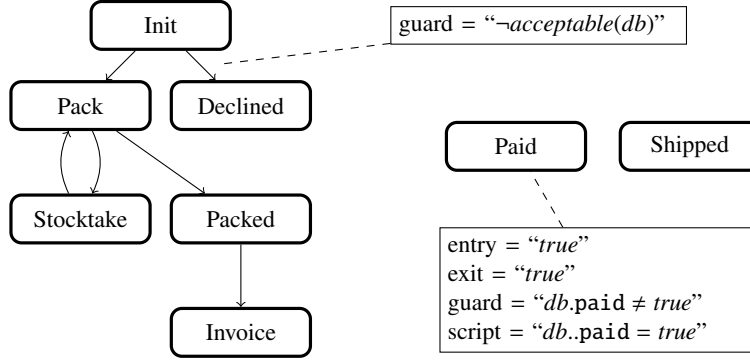 Init
guard = “¬acceptable(db)”
Pack
Declined
Paid
Shipped
Stocktake
Packed
entry = “true”
exit = “true”
guard = “db.paid ≠ true”
script = “db..paid = true”
Invoice